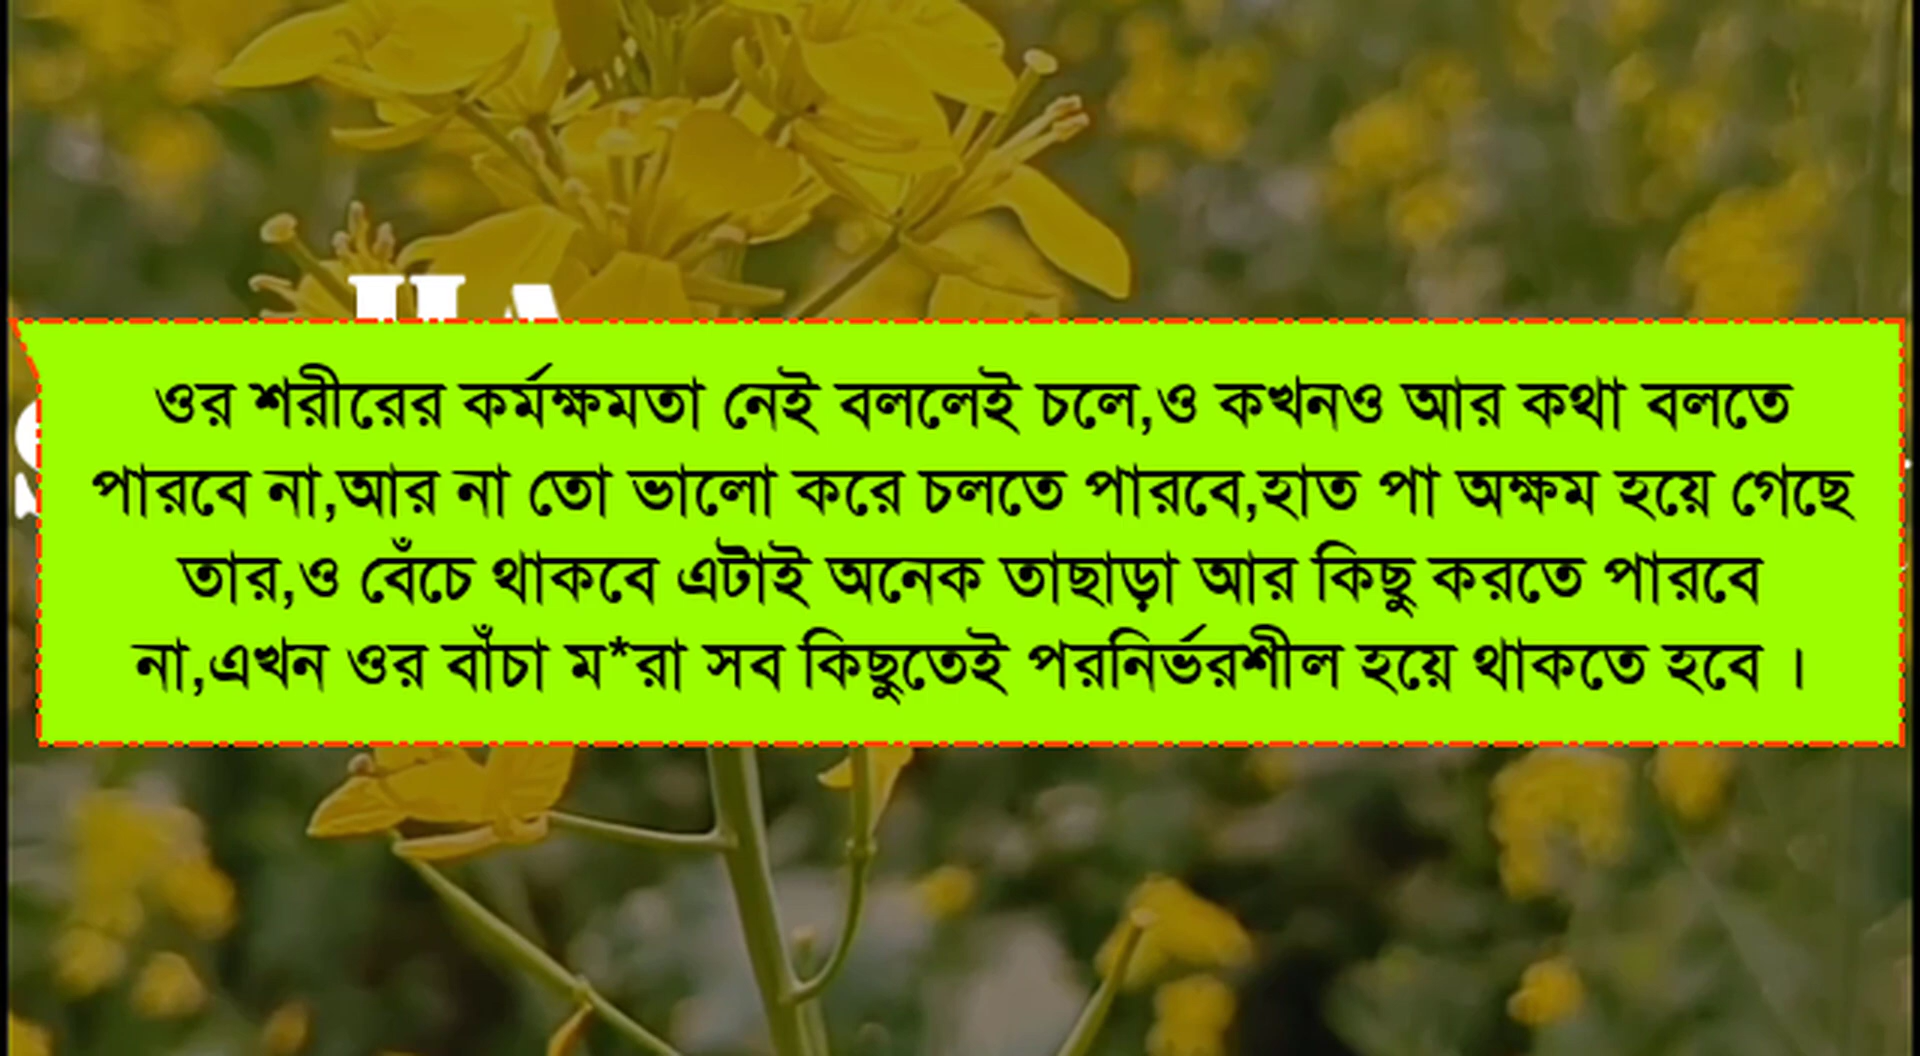 ওর শরীরের কর্মক্ষমতা নেই বললেই চলে,ও কখনও আর কথা বলতে
পারবে না,আর না তো ভালো করে চলতে পারবে,হাত পা অক্ষম হয়ে গেছে
তার,ও বেঁচে থাকবে এটাই অনেক তাছাড়া আর কিছু করতে পারবে
না,এখন ওর বাঁচা ম*রা সব কিছুতেই পরনির্ভরশীল হয়ে থাকতে হবে ।